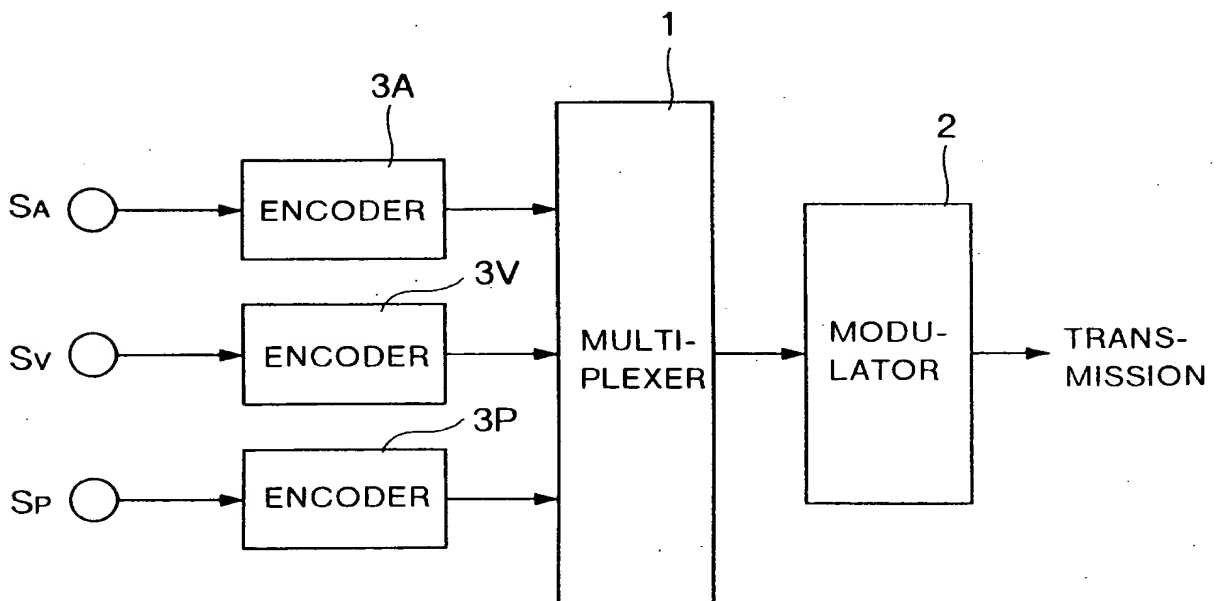 1
3A
2
SA
ENCODER
3V
SV
ENCODER
MULTI-
PLEXER
MODU-
LATOR
TRANS-
MISSION
3P
SP
ENCODER